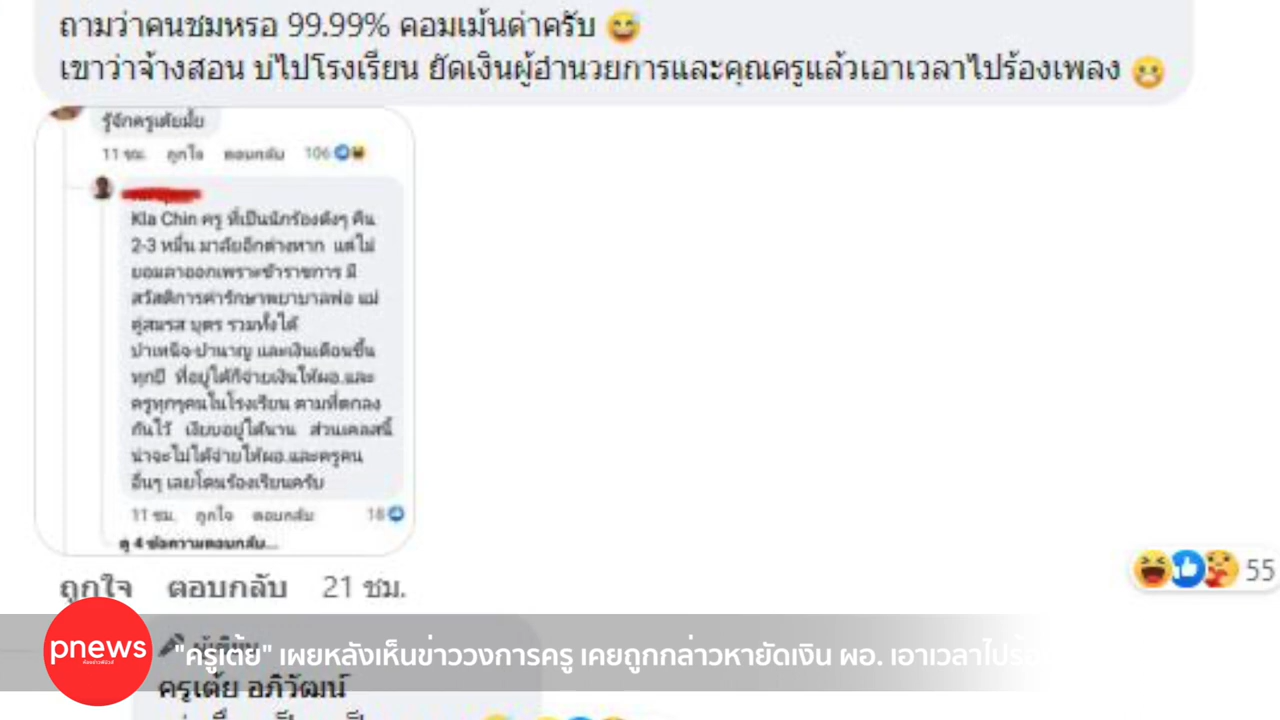 ถามว่าคนชมหรอ 99.99% คอมเม้นด่าครับ 😅
เขาว่าจ้างสอน บ่ไปโรงเรียน ยัดเงินผู้อำนวยการและคุณครูแล้วเอาเวลาไปร้องเพลง 😬
รู้จักครูเต้ยมั้ย
11 ชม. ถูกใจ ตอบกลับ 106
Kla Chin ครู ที่เป็นนักร้องดังๆ คืน
2-3 หมื่น มาลัยอีกต่างหาก แต่ไม่
ยอมลาออกเพราะข้าราชการ มี
สวัสดิการค่ารักษาพยาบาลพ่อ แม่
คู่สมรส บุตร รวมทั้งได้
บำเหน็จ-บำนาญ และเงินเดือนขึ้น
ทุกปี ที่อยู่ได้ก็จ่ายเงินให้ผอ.และ
ครูทุกๆคนในโรงเรียน ตามที่ตกลง
กันไว้ เงียบอยู่ได้นาน ส่วนเคสนี้
น่าจะไม่ได้จ่ายให้ผอ.และครูคน
อื่นๆ เลยโดนร้องเรียนครับ
11 ชม. ถูกใจ ตอบกลับ 18
ดู 4 ข้อความตอบกลับ...
55
ถูกใจ ตอบกลับ 21 ชม.
ผู้เขียน
pnews
"ครูเต้ย" เผยหลังเห็นข่าววงการครู เคยถูกกล่าวหายัดเงิน ผอ. เอาเวลาไปร้อง
ครูเต้ย อภิวัฒน์